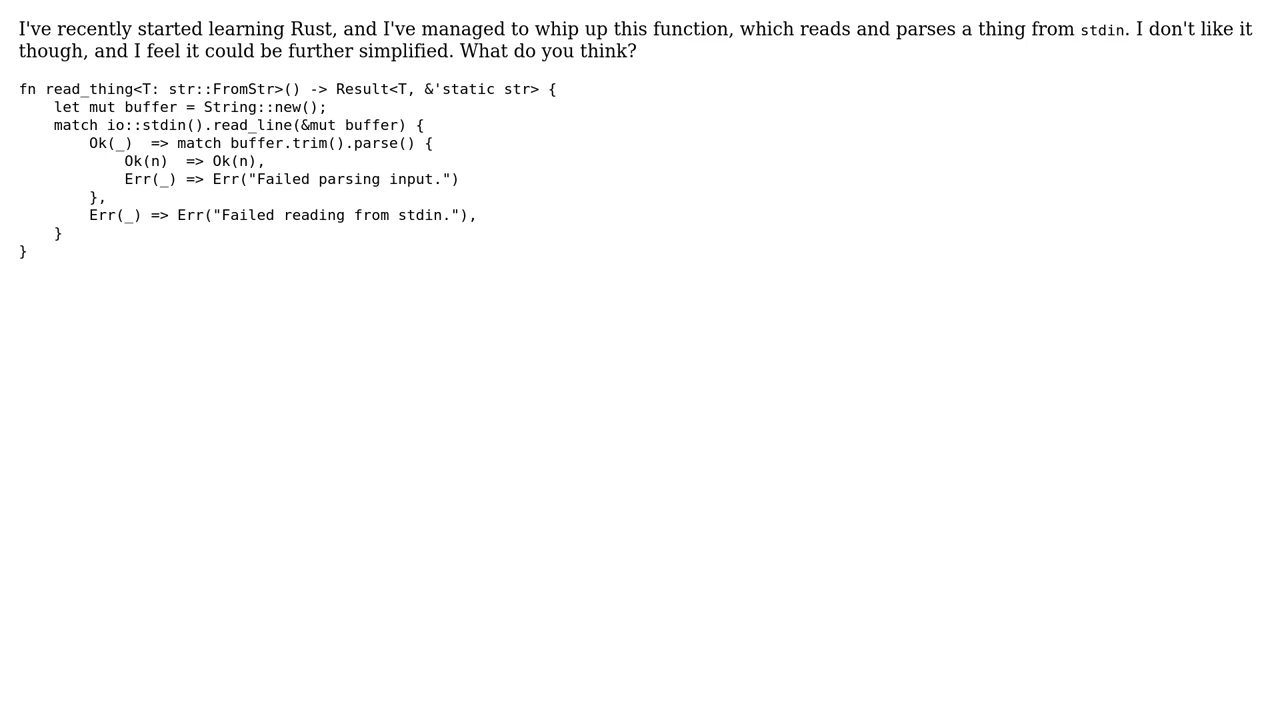 I've recently started learning Rust, and I've managed to whip up this function, which reads and parses a thing from stdin. I don't like it
though, and I feel it could be further simplified. What do you think?
fn read_thing<T: str::FromStr>() -> Result<T, &'static str> {
    let mut buffer = String::new();
    match io::stdin().read_line(&mut buffer) {
        Ok(_)  => match buffer.trim().parse() {
            Ok(n)  => Ok(n),
            Err(_) => Err("Failed parsing input.")
        },
        Err(_) => Err("Failed reading from stdin."),
    }
}